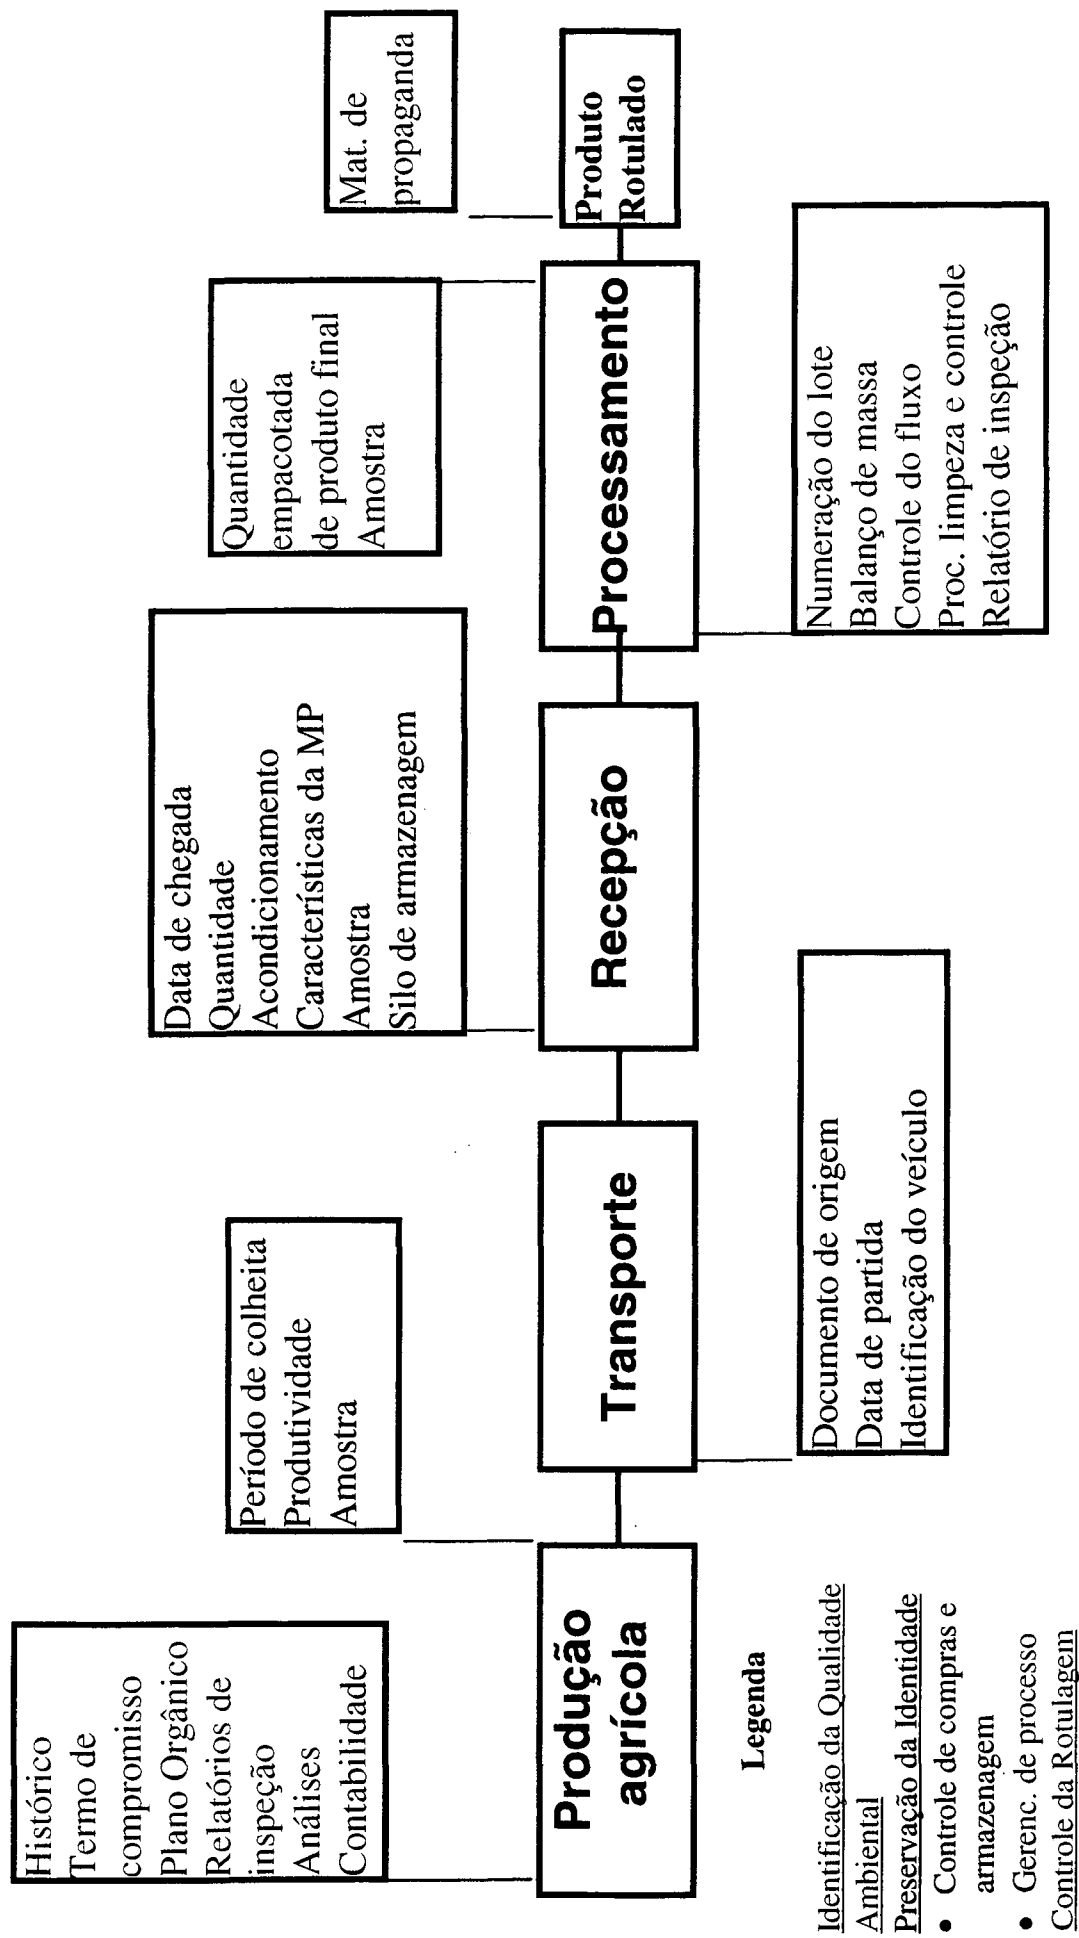 Histórico
Termo de
compromisso
Plano Orgânico
Relatórios de
inspeção
Análises
Contabilidade
Período de colheita
Produtividade
Amostra
Data de chegada
Quantidade
Acondicionamento
Características da MP
Amostra
Silo de armazenagem
Quantidade
empacotada
de produto final
Amostra
Mat. de
propaganda
Produção
agrícola
Transporte
Recepção
Processamento
Produto
Rotulado
Documento de origem
Data de partida
Identificação do veículo
Numeração do lote
Balanço de massa
Controle do fluxo
Proc. limpeza e controle
Relatório de inspeção
Legenda
Identificação da Qualidade
Ambiental
Preservação da Identidade
• Controle de compras e
armazenagem
• Gerenc. de processo
Controle da Rotulagem